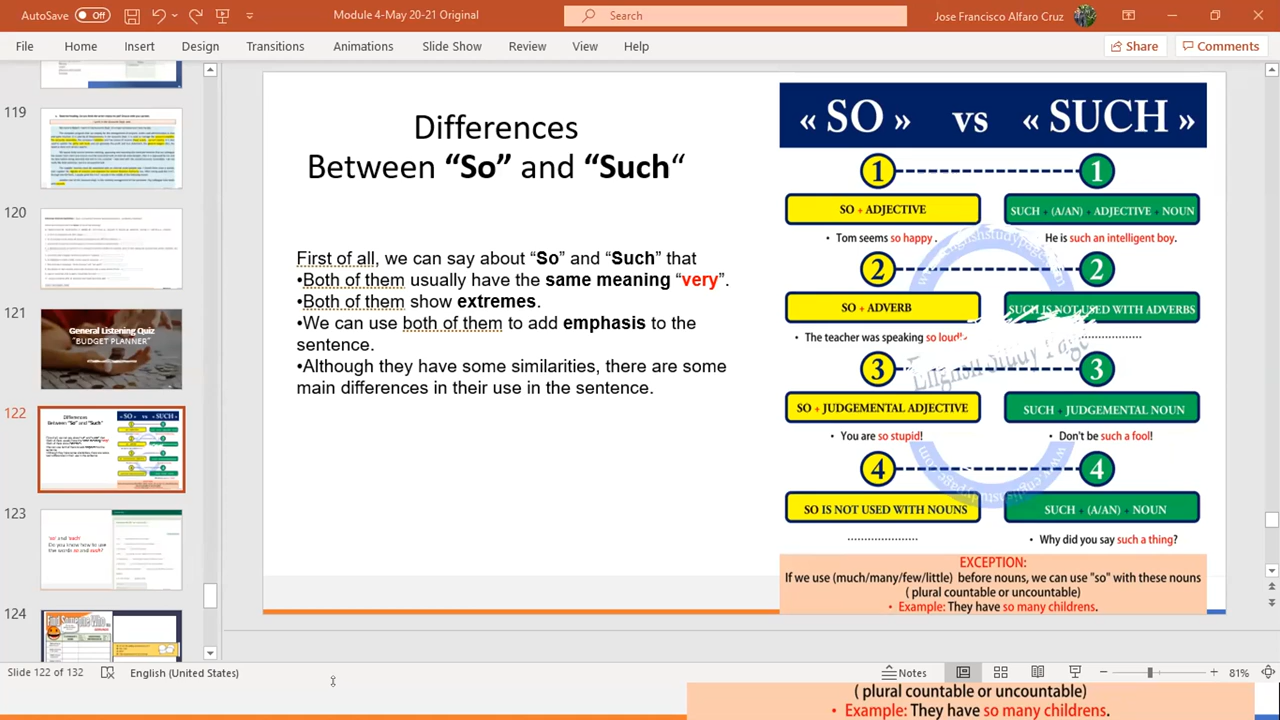 AutoSave Off
Module 4-May 20-21 Original
Search
Jose Francisco Alfaro Cruz
File Home Insert Draw Design Transitions Animations Slide Show Review View Help
Share
Comments
119
120
121
General Listening Quiz
"BUDGET PLANNER"
122
Differences
Between "So" and "Such"
123
'so' and 'such'
Do you know how to use
the words so and such?
124
Differences
Between “So” and “Such“
First of all, we can say about “So” and “Such” that
•Both of them usually have the same meaning “very”.
•Both of them show extremes.
•We can use both of them to add emphasis to the
sentence.
•Although they have some similarities, there are some
main differences in their use in the sentence.
«SO » vs « SUCH »
1 1
SO + ADJECTIVE
SUCH + (A/AN) + ADJECTIVE + NOUN
• Tom seems so happy.
He is such an intelligent boy.
2 2
SO + ADVERB
SUCH IS NOT USED WITH ADVERBS
• The teacher was speaking so loudly
English Study Page
3 3
SO + JUDGEMENTAL ADJECTIVE
SUCH + JUDGEMENTAL NOUN
• You are so stupid!
• Don't be such a fool!
4 4
SO IS NOT USED WITH NOUNS
SUCH + (A/AN) + NOUN
• Why did you say such a thing?
EXCEPTION:
If we use (much/many/few/little) before nouns, we can use "so" with these nouns
( plural countable or uncountable)
• Example: They have so many childrens.
Slide 122 of 132
English (United States)
Notes
81%
( plural countable or uncountable)
• Example: They have so many childrens.